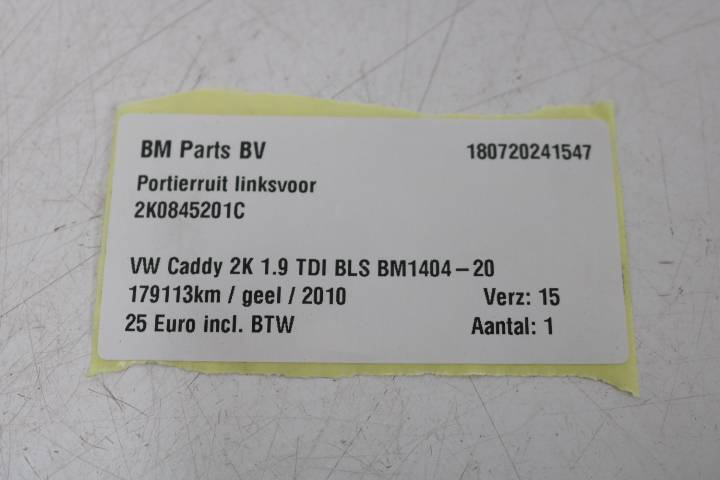 BM Parts BV 180720241547
Portierruit linksvoor
2K0845201C
VW Caddy 2K 1.9 TDI BLS BM1404-20
179113km / geel / 2010 Verz: 15
25 Euro incl. BTW Aantal: 1